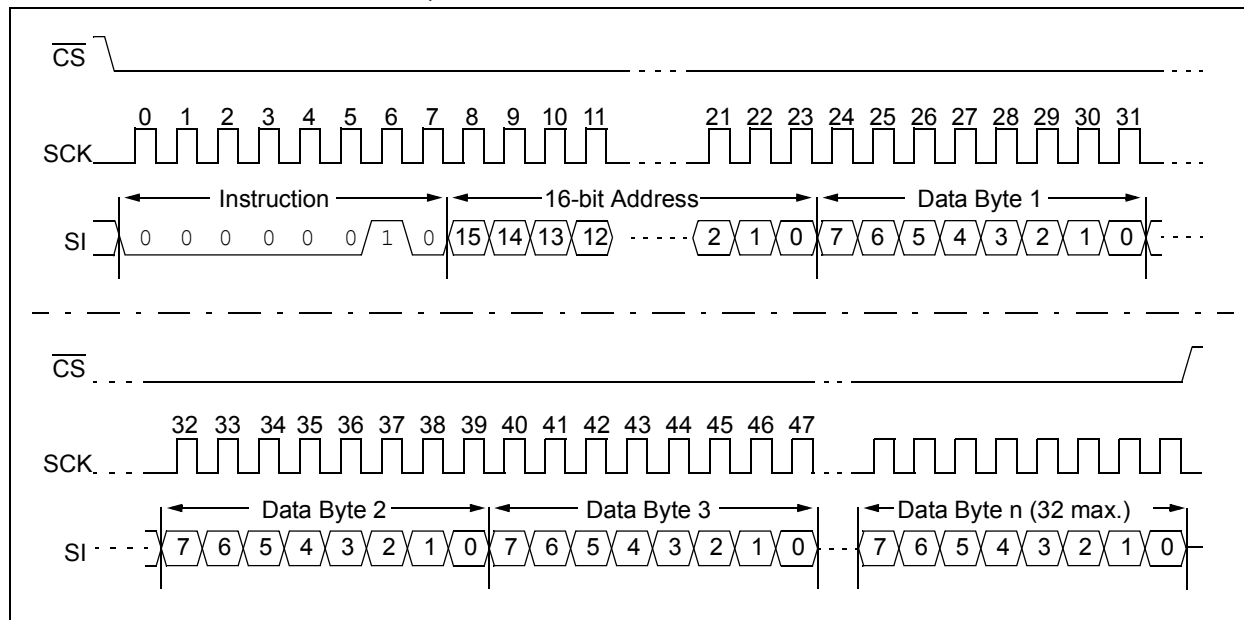 CS
0 1 2 3 4 5 6 7 8 9 10 11 21 22 23 24 25 26 27 28 29 30 31
SCK
Instruction 16-bit Address Data Byte 1
SI 0 0 0 0 0 0 1 0 15 14 13 12 2 1 0 7 6 5 4 3 2 1 0
CS
32 33 34 35 36 37 38 39 40 41 42 43 44 45 46 47
SCK
Data Byte 2 Data Byte 3 Data Byte n (32 max.)
SI 7 6 5 4 3 2 1 0 7 6 5 4 3 2 1 0 7 6 5 4 3 2 1 0